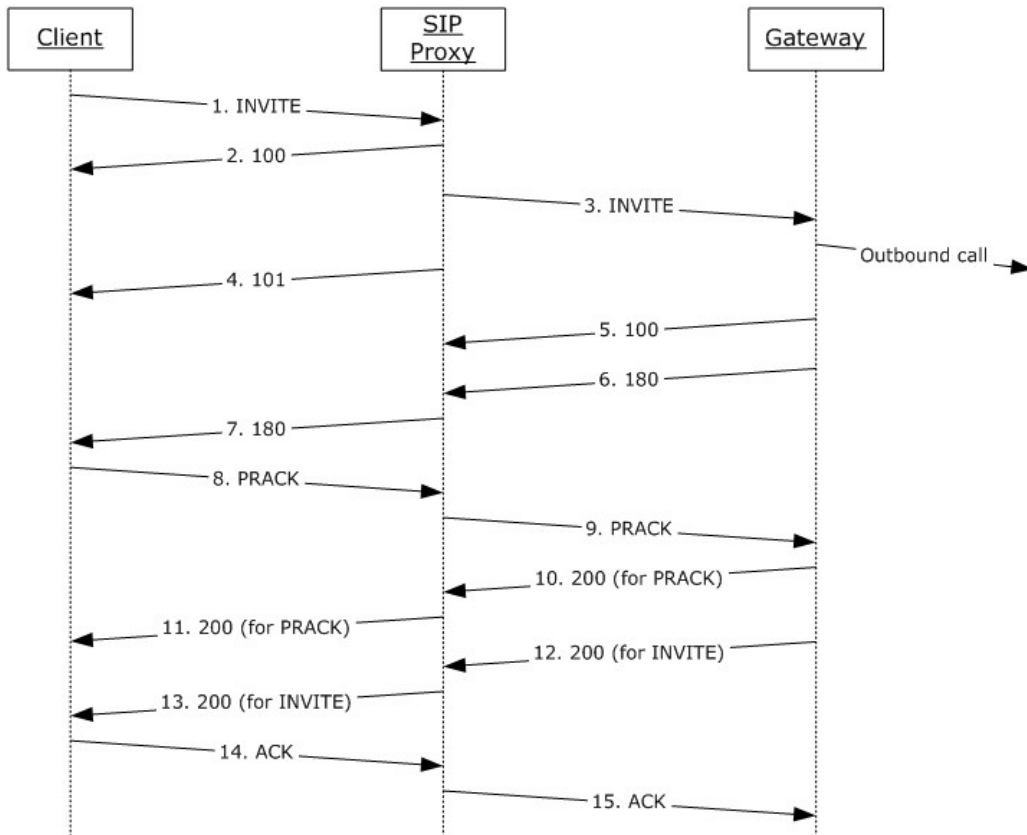 Client
SIP
Proxy
Gateway
1. INVITE
2. 100
3. INVITE
Outbound call
4. 101
5. 100
6. 180
7. 180
8. PRACK
9. PRACK
10. 200 (for PRACK)
11. 200 (for PRACK)
12. 200 (for INVITE)
13. 200 (for INVITE)
14. ACK
15. ACK